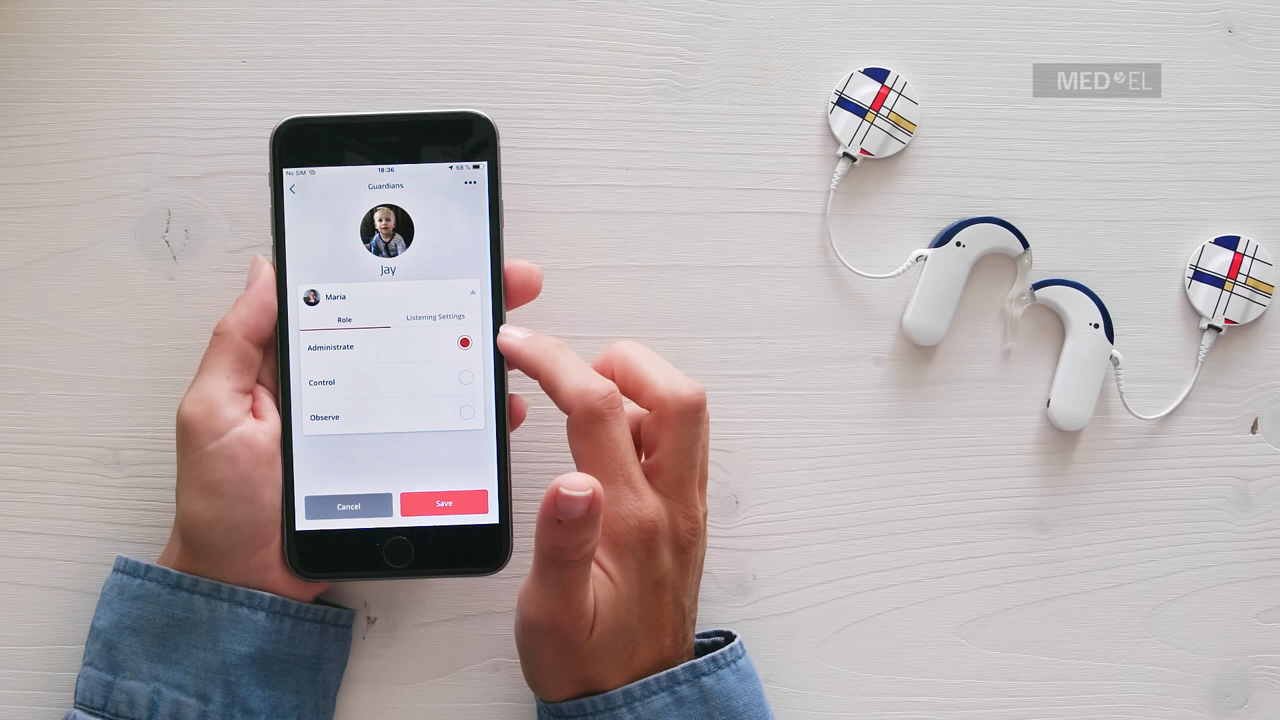 No SIM 18:36 68 %
Guardians
Jay
Maria
Role Listening Settings
Administrate
Control
Observe
Cancel Save
MED EL